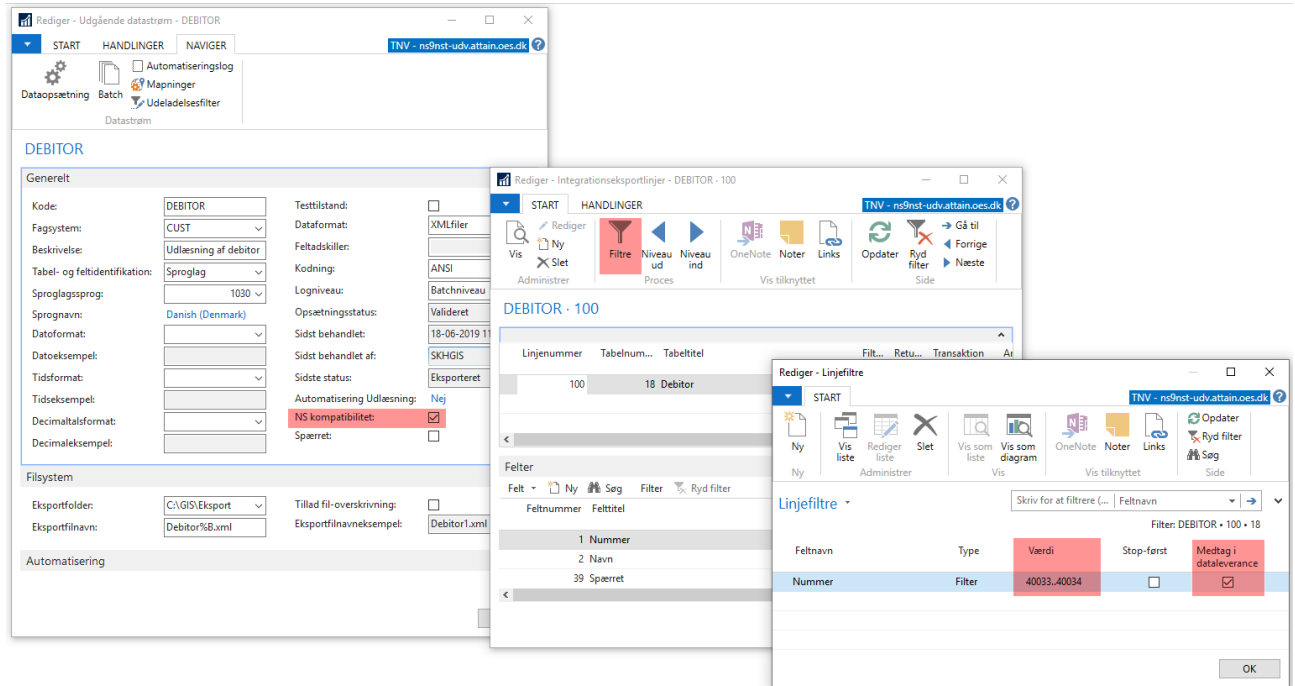 Rediger - Udgående datastrøm - DEBITOR
START HANDLINGER NAVIGER
TNV - ns9nst-udv.attain.oes.dk
Dataopsætning
Batch
Automatiseringslog
Mapninger
Udeladelsesfilter
Datastrøm
DEBITOR
Generelt
Kode: DEBITOR
Fagsystem: CUST
Beskrivelse: Udlæsning af debitor
Tabel- og feltidentifikation: Sproglag
Sproglagssprog: 1030
Sprognavn: Danish (Denmark)
Datoformat:
Datoeksempel:
Tidsformat:
Tidseksempel:
Decimaltalsformat:
Decimaleksempel:
Testtilstand:
Dataformat: XMLfiler
Feltadskiller:
Kodning: ANSI
Logniveau: Batchniveau
Opsætningsstatus: Valideret
Sidst behandlet: 18-06-2019 11
Sidst behandlet af: SKHGIS
Sidste status: Eksporteret
Automatisering Udlæsning: Nej
NS kompatibilitet:
Spærret:
Filsystem
Eksportfolder: C:\GIS\Eksport
Eksportfilnavn: Debitor%B.xml
Tillad fil-overskrivning:
Eksportfilnavneksempel: Debitor1.xml
Automatisering
Rediger - Integrationseksportlinjer - DEBITOR · 100
START HANDLINGER
TNV - ns9nst-udv.attain.oes.dk
Vis
Rediger
Ny
Slet
Administrer
Filtre
Niveau ud
Niveau ind
Proces
OneNote Noter Links
Vis tilknyttet
Opdater
Ryd filter
Gå til
Forrige
Næste
Side
DEBITOR · 100
Linjenummer Tabelnum... Tabeltitel Filt... Retu... Transaktion
100 18 Debitor
Felter
Felt Ny Søg Filter Ryd filter
Feltnummer Felttitel
1 Nummer
2 Navn
39 Spærret
Rediger - Linjefiltre
START
TNV - ns9nst-udv.attain.oes.dk
Ny
Ny
Vis liste
Rediger liste
Slet
Administrer
Vis som liste
Vis som diagram
Vis
OneNote Noter Links
Vis tilknyttet
Opdater
Ryd filter
Søg
Side
Linjefiltre
Skriv for at filtrere (... Feltnavn
Filter: DEBITOR • 100 • 18
Feltnavn Type Værdi Stop-først Medtag i dataleverance
Nummer Filter 40033..40034
OK